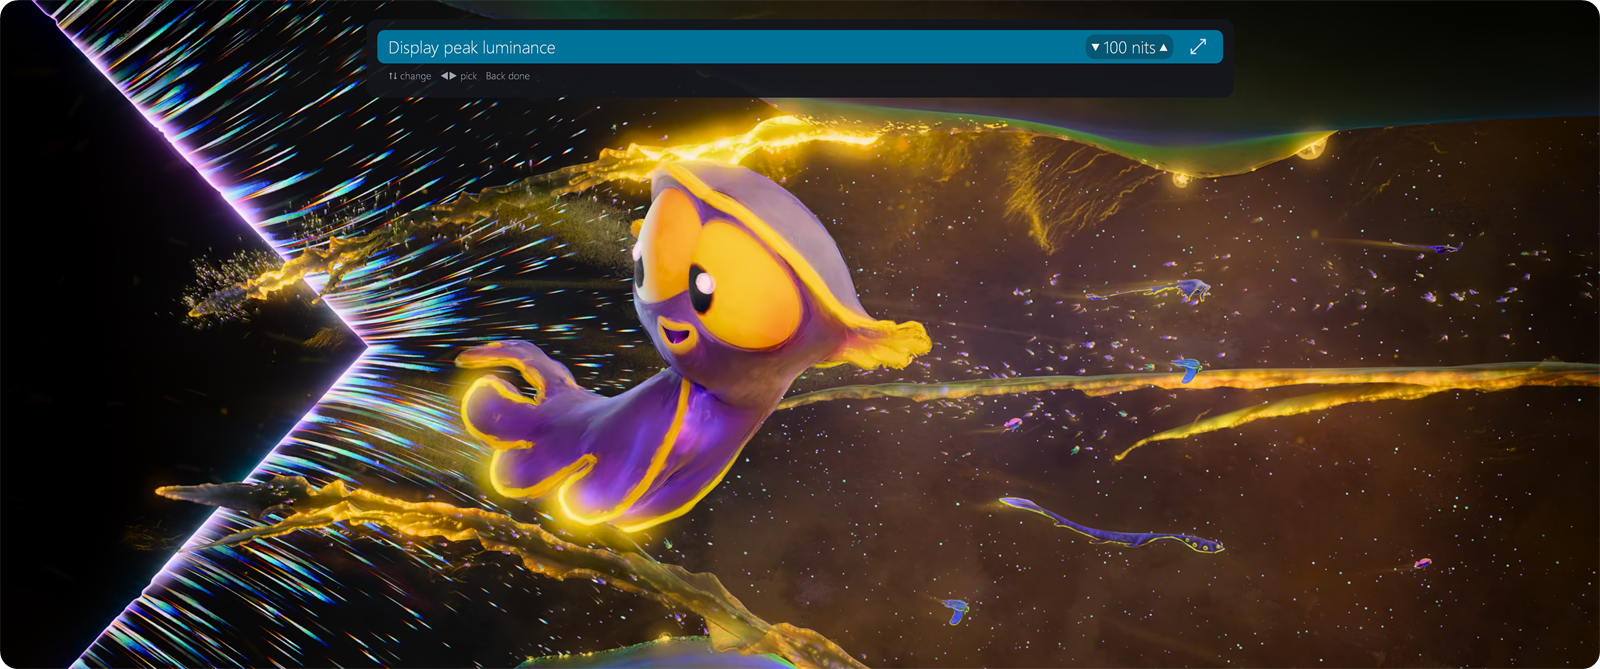 Display peak luminance ▼100 nits▲
↑↓ change ◀▶ pick Back done